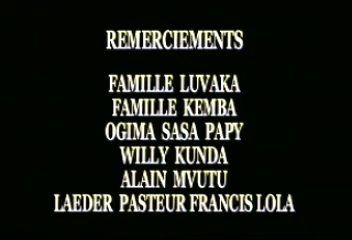 REMERCIEMENTS
FAMILLE LUVAKA
FAMILLE KEMBA
OGIMA SASA PAPY
WILLY KUNDA
ALAIN MVUTU
LAEDER PASTEUR FRANCIS LOLA